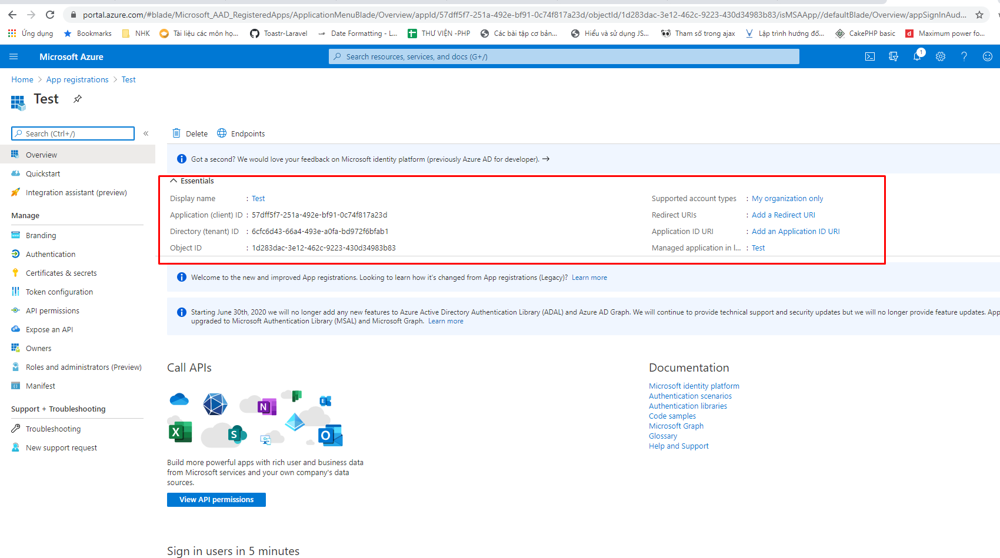 portal.azure.com/#blade/Microsoft_AAD_RegisteredApps/ApplicationMenuBlade/Overview/appId/57dff5f7-251a-492e-bf91-0c74f817a23d/objectId/1d283dac-3e12-462c-9223-430d34983b83/isMSAApp//defaultBlade/Overview/appSignInAud...
Ứng dụng Bookmarks NHK Tài liệu các môn họ... Toastr-Laravel Date Formatting - L... THƯ VIỆN -PHP Các bài tập cơ bản... Hiểu và sử dụng JS... Tham số trong ajax Lập trình hướng đố... CakePHP basic d Maximum power fo...
Microsoft Azure Search resources, services, and docs (G+/) 1
Home > App registrations > Test
Test
Search (Ctrl+/) «
Delete Endpoints
Overview
Quickstart
Integration assistant (preview)
Manage
Branding
Authentication
Certificates & secrets
Token configuration
API permissions
Expose an API
Owners
Roles and administrators (Preview)
Manifest
Support + Troubleshooting
Troubleshooting
New support request
Got a second? We would love your feedback on Microsoft identity platform (previously Azure AD for developer). →
Essentials
Display name : Test
Application (client) ID : 57dff5f7-251a-492e-bf91-0c74f817a23d
Directory (tenant) ID : 6cfc6d43-66a4-493e-a0fa-bd972f6bfab1
Object ID : 1d283dac-3e12-462c-9223-430d34983b83
Supported account types : My organization only
Redirect URIs : Add a Redirect URI
Application ID URI : Add an Application ID URI
Managed application in l... : Test
Welcome to the new and improved App registrations. Looking to learn how it's changed from App registrations (Legacy)? Learn more
Starting June 30th, 2020 we will no longer add any new features to Azure Active Directory Authentication Library (ADAL) and Azure AD Graph. We will continue to provide technical support and security updates but we will no longer provide feature updates. App
upgraded to Microsoft Authentication Library (MSAL) and Microsoft Graph. Learn more
Call APIs
N
E
X
S
O
Build more powerful apps with rich user and business data
from Microsoft services and your own company's data
sources.
View API permissions
Documentation
Microsoft identity platform
Authentication scenarios
Authentication libraries
Code samples
Microsoft Graph
Glossary
Help and Support
Sign in users in 5 minutes